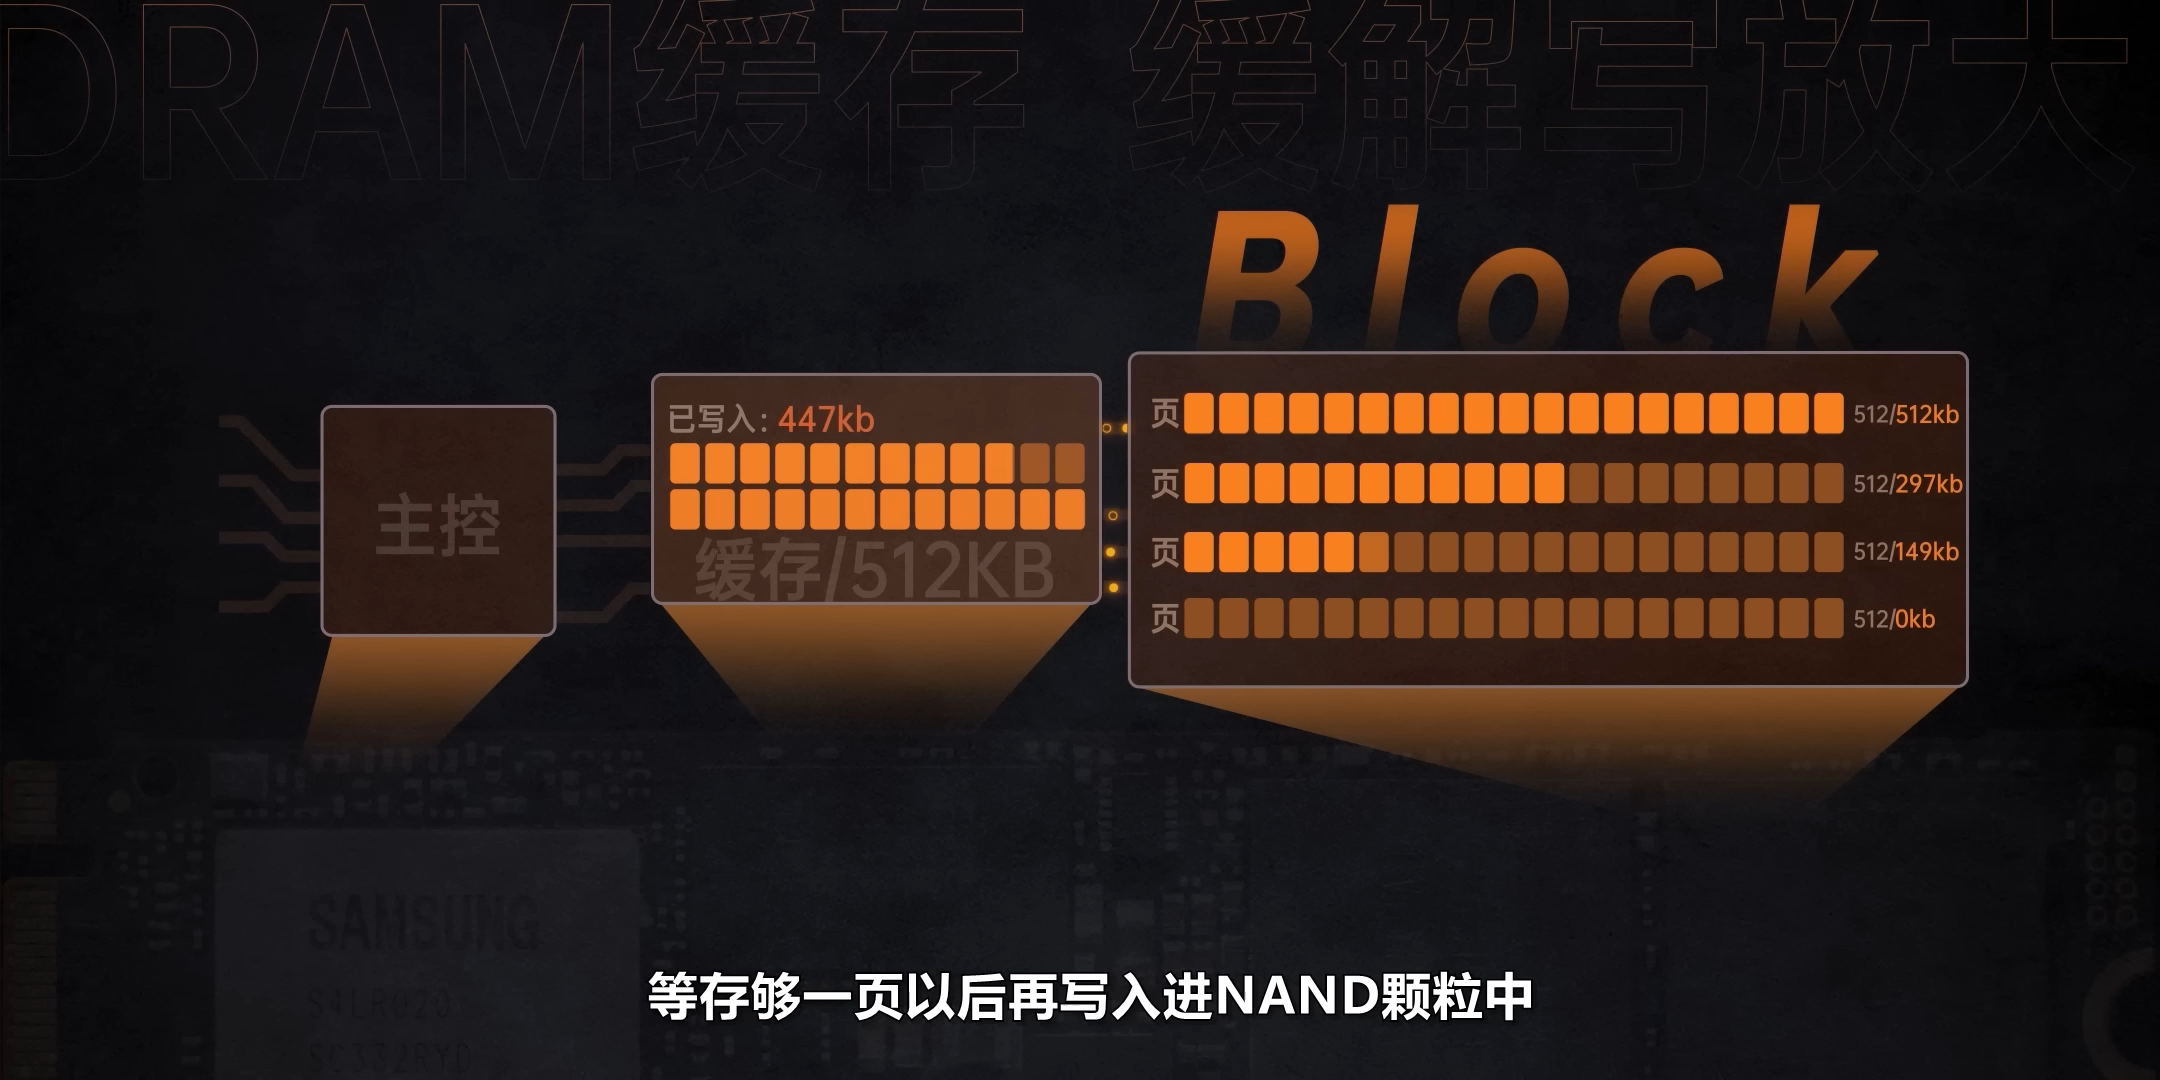 DRAM缓存 缓解写放大
Block
主控
已写入: 447kb
缓存/512KB
页 512/512kb
页 512/297kb
页 512/149kb
页 512/0kb
SAMSUNG
S4LR020
等存够一页以后再写入进NAND颗粒中